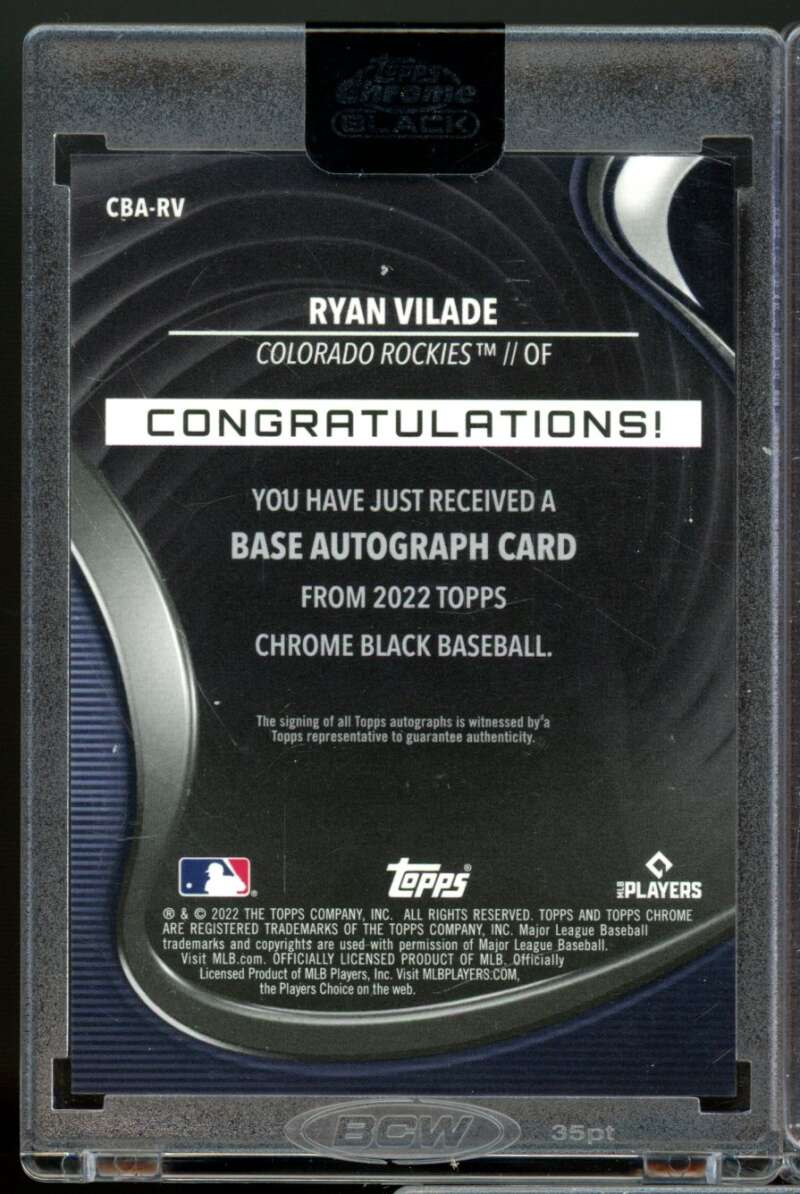 Topps
Chrome
BLACK
CBA-RV
RYAN VILADE
COLORADO ROCKIES™ // OF
CONGRATULATIONS!
YOU HAVE JUST RECEIVED A
BASE AUTOGRAPH CARD
FROM 2022 TOPPS
CHROME BLACK BASEBALL.
The signing of all Topps autographs is witnessed by a
Topps representative to guarantee authenticity.
®
Topps®
MLB PLAYERS
® & © 2022 THE TOPPS COMPANY, INC. ALL RIGHTS RESERVED. TOPPS AND TOPPS CHROME
ARE REGISTERED TRADEMARKS OF THE TOPPS COMPANY, INC. Major League Baseball
trademarks and copyrights are used with permission of Major League Baseball.
Visit MLB.com. OFFICIALLY LICENSED PRODUCT OF MLB. Officially
Licensed Product of MLB Players, Inc. Visit MLBPLAYERS.COM,
the Players Choice on the web.
BCW 35pt